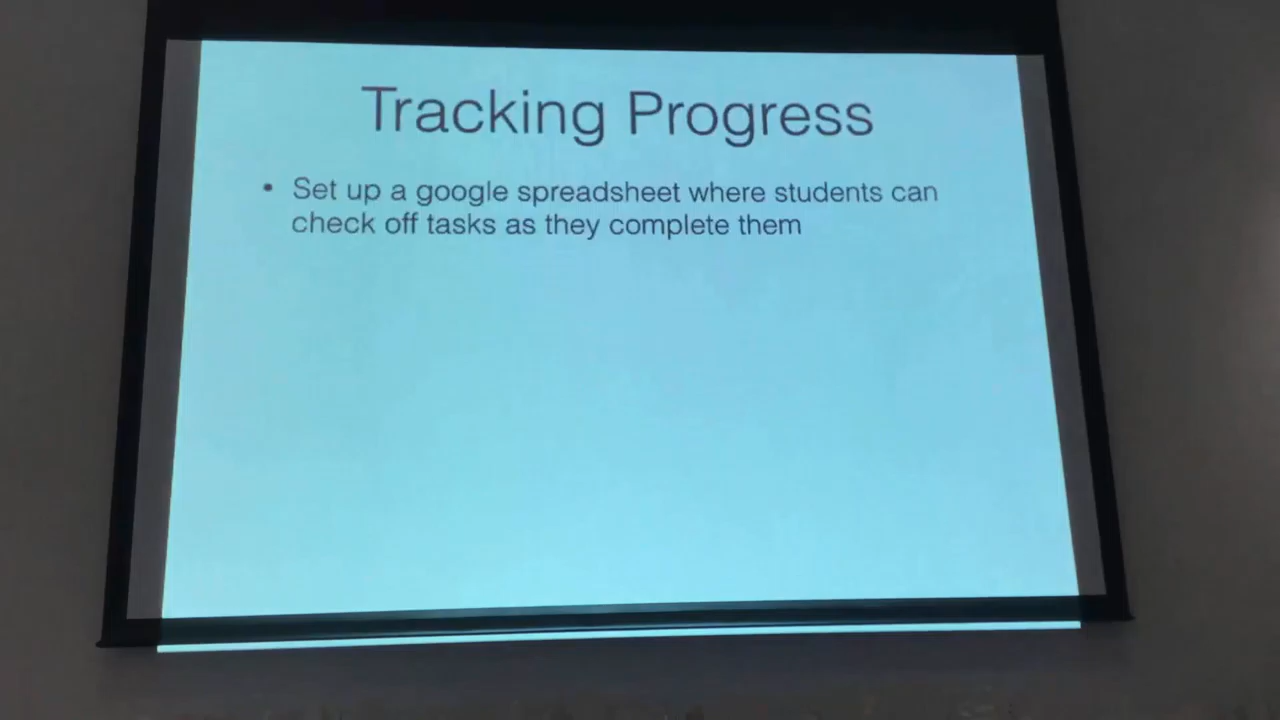 Tracking Progress
• Set up a google spreadsheet where students can
check off tasks as they complete them